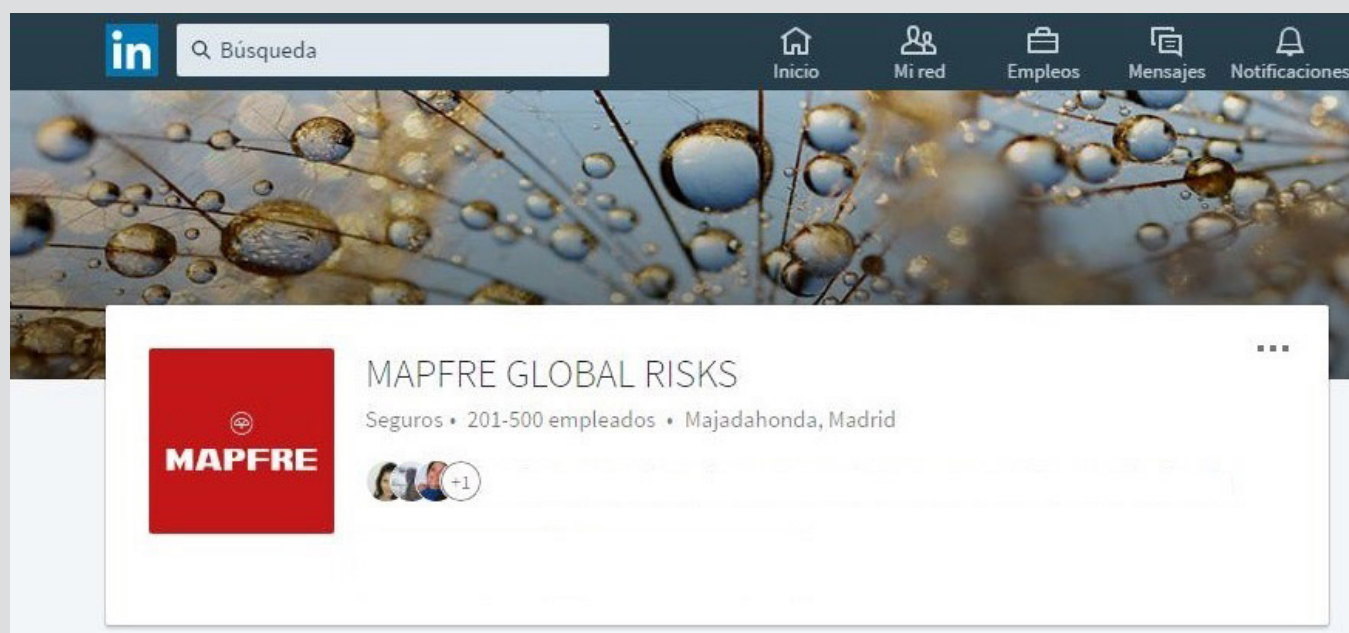 in
Búsqueda
Inicio
Mi red
Empleos
Mensajes
Notificaciones
MAPFRE GLOBAL RISKS
Seguros • 201-500 empleados • Majadahonda, Madrid
MAPFRE
+1